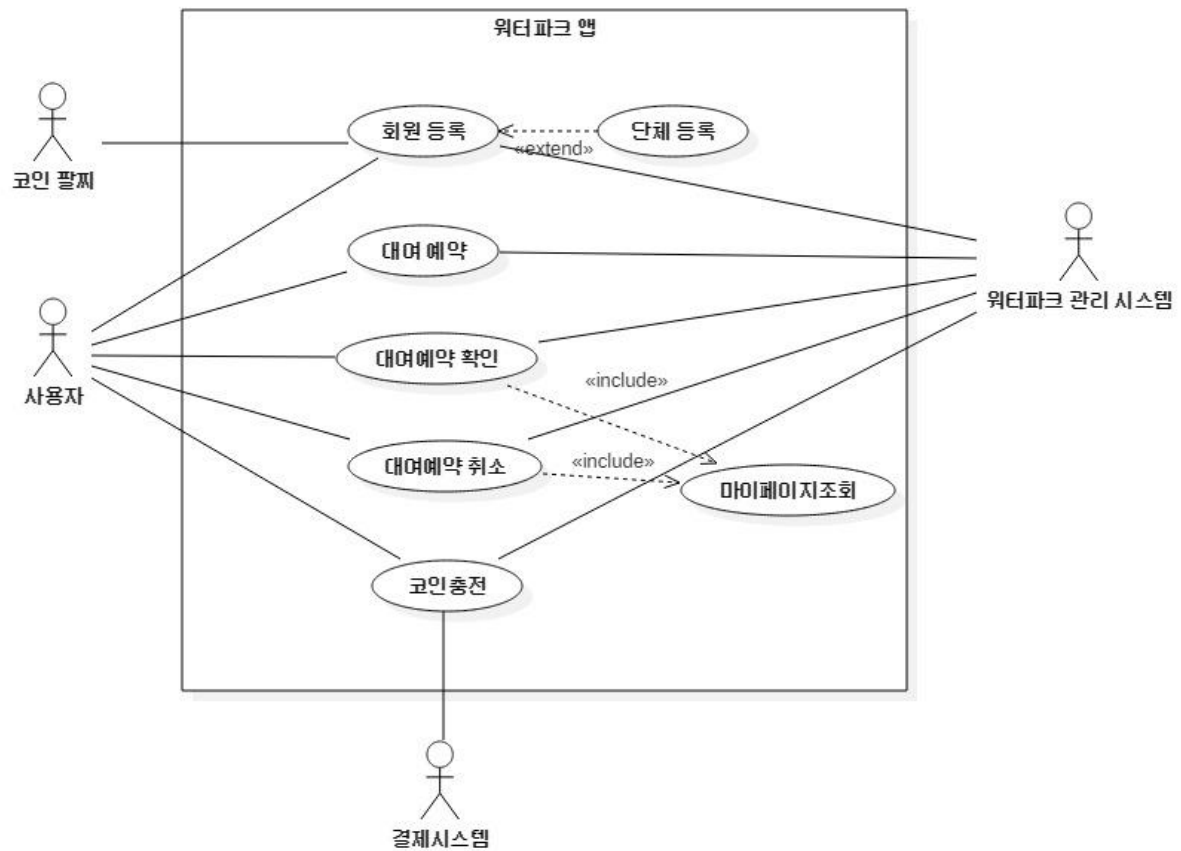 워터파크 앱
회원 등록
단체 등록
«extend»
코인 팔찌
대여 예약
워터파크 관리 시스템
대여예약 확인
«include»
사용자
대여예약 취소
«include»
마이페이지조회
코인충전
결제시스템